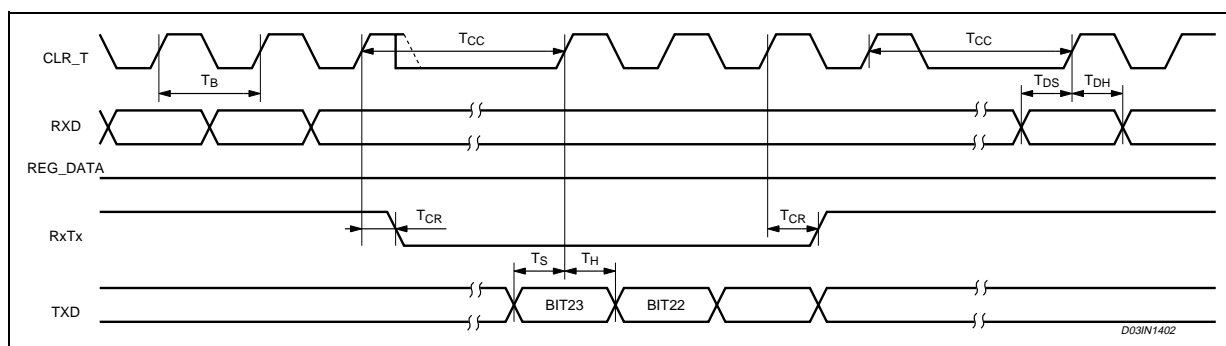 CLR_T
TCC
TCC
TB
TDS
TDH
RXD
REG_DATA
TCR
TCR
RxTx
TS
TH
TXD
BIT23
BIT22
D03IN1402